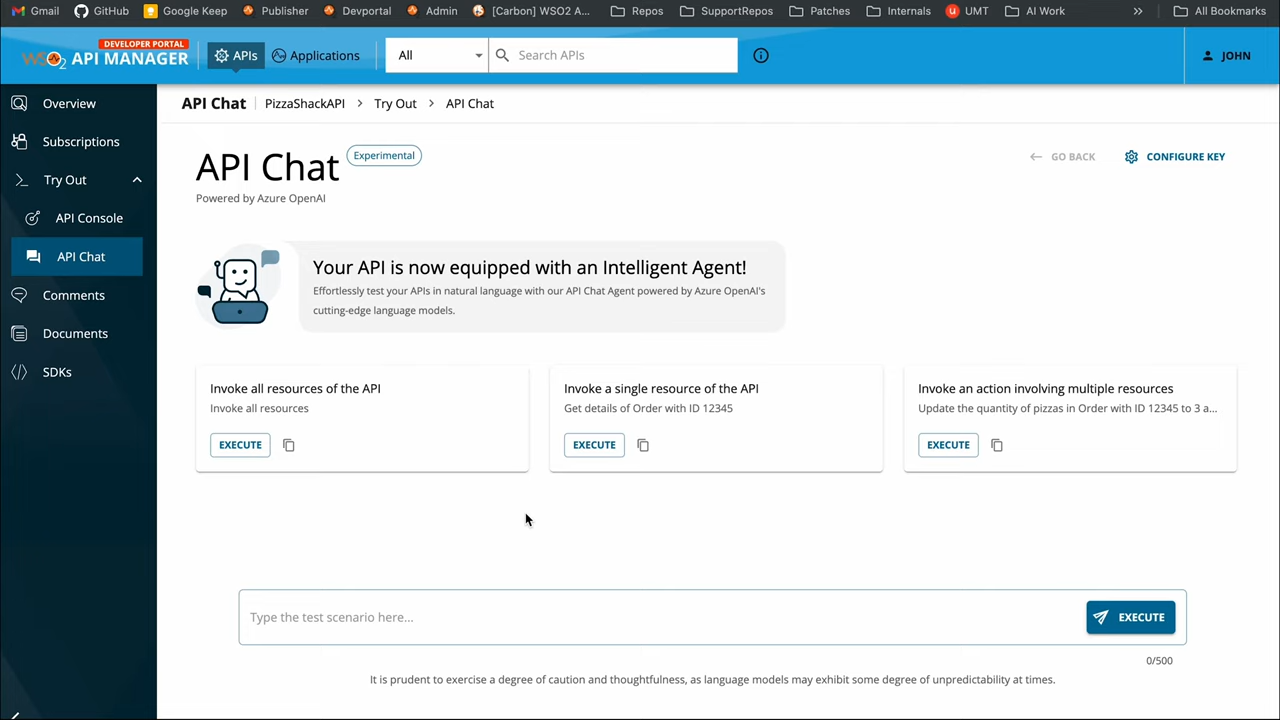 Gmail GitHub Google Keep Publisher Devportal Admin [Carbon] WSO2 A... Repos SupportRepos Patches Internals UMT AI Work » All Bookmarks
DEVELOPER PORTAL
WSO2 API MANAGER
APIs Applications All Search APIs JOHN
Overview
Subscriptions
Try Out
API Console
API Chat
Comments
Documents
SDKs
API Chat PizzaShackAPI > Try Out > API Chat
API Chat Experimental
Powered by Azure OpenAI
GO BACK CONFIGURE KEY
Your API is now equipped with an Intelligent Agent!
Effortlessly test your APIs in natural language with our API Chat Agent powered by Azure OpenAI's
cutting-edge language models.
Invoke all resources of the API
Invoke all resources
EXECUTE
Invoke a single resource of the API
Get details of Order with ID 12345
EXECUTE
Invoke an action involving multiple resources
Update the quantity of pizzas in Order with ID 12345 to 3 a...
EXECUTE
Type the test scenario here...
EXECUTE
0/500
It is prudent to exercise a degree of caution and thoughtfulness, as language models may exhibit some degree of unpredictability at times.